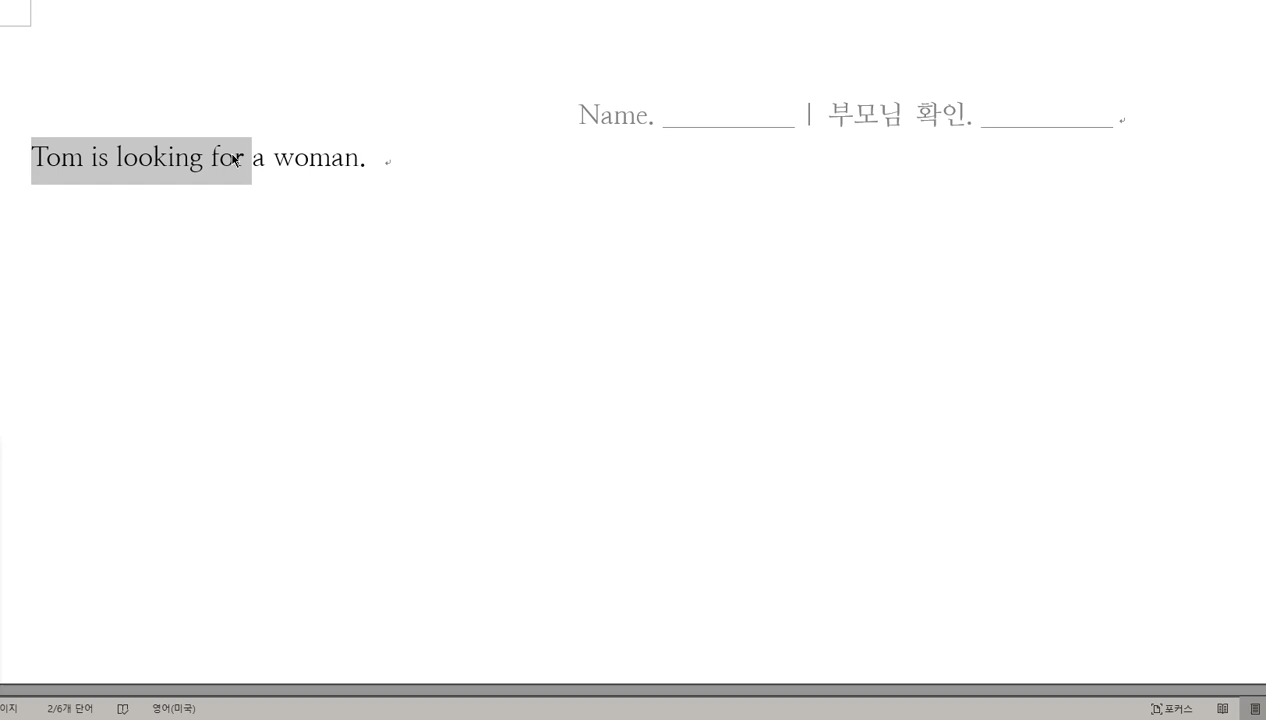 Name. __________ | 부모님 확인. __________
Tom is looking for a woman.
이지 2/6개 단어 영어(미국) 포커스